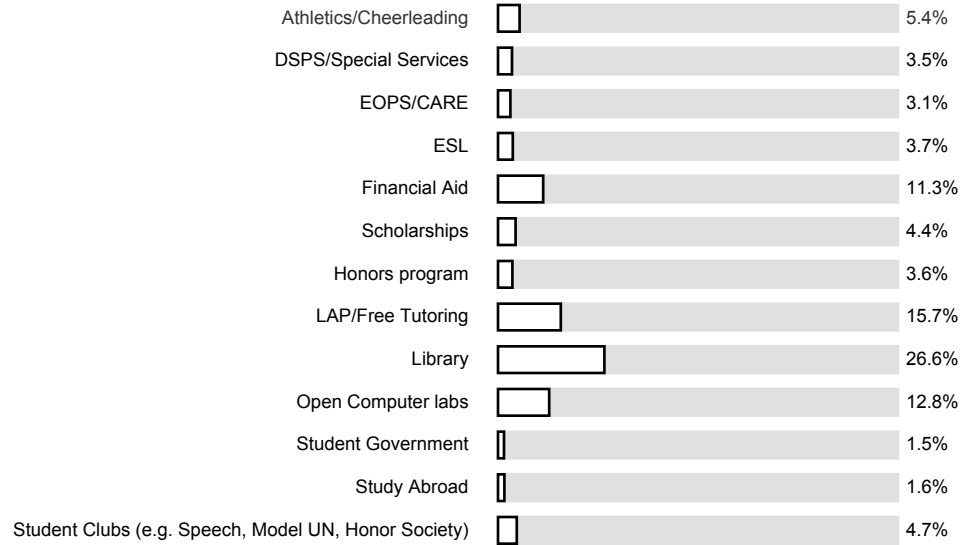 Athletics/Cheerleading 5.4%
DSPS/Special Services 3.5%
EOPS/CARE 3.1%
ESL 3.7%
Financial Aid 11.3%
Scholarships 4.4%
Honors program 3.6%
LAP/Free Tutoring 15.7%
Library 26.6%
Open Computer labs 12.8%
Student Government 1.5%
Study Abroad 1.6%
Student Clubs (e.g. Speech, Model UN, Honor Society) 4.7%